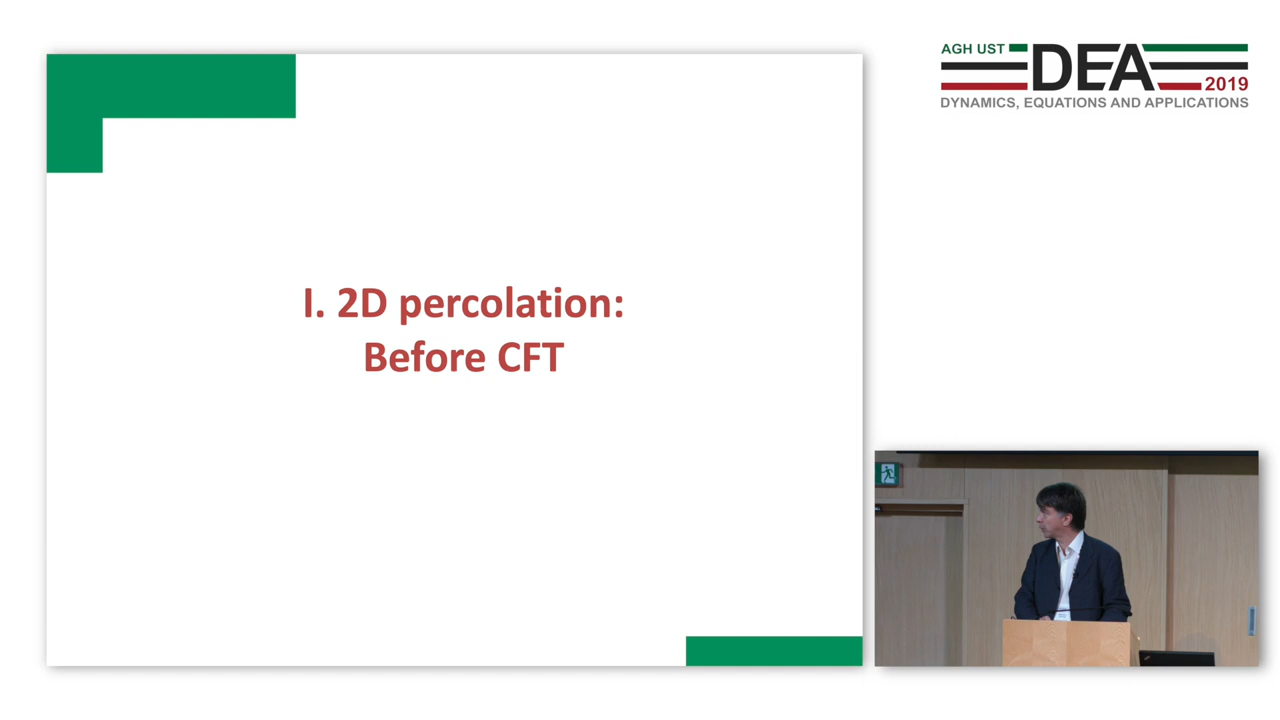 AGH UST
DEA
2019
DYNAMICS, EQUATIONS AND APPLICATIONS
I. 2D percolation:
Before CFT